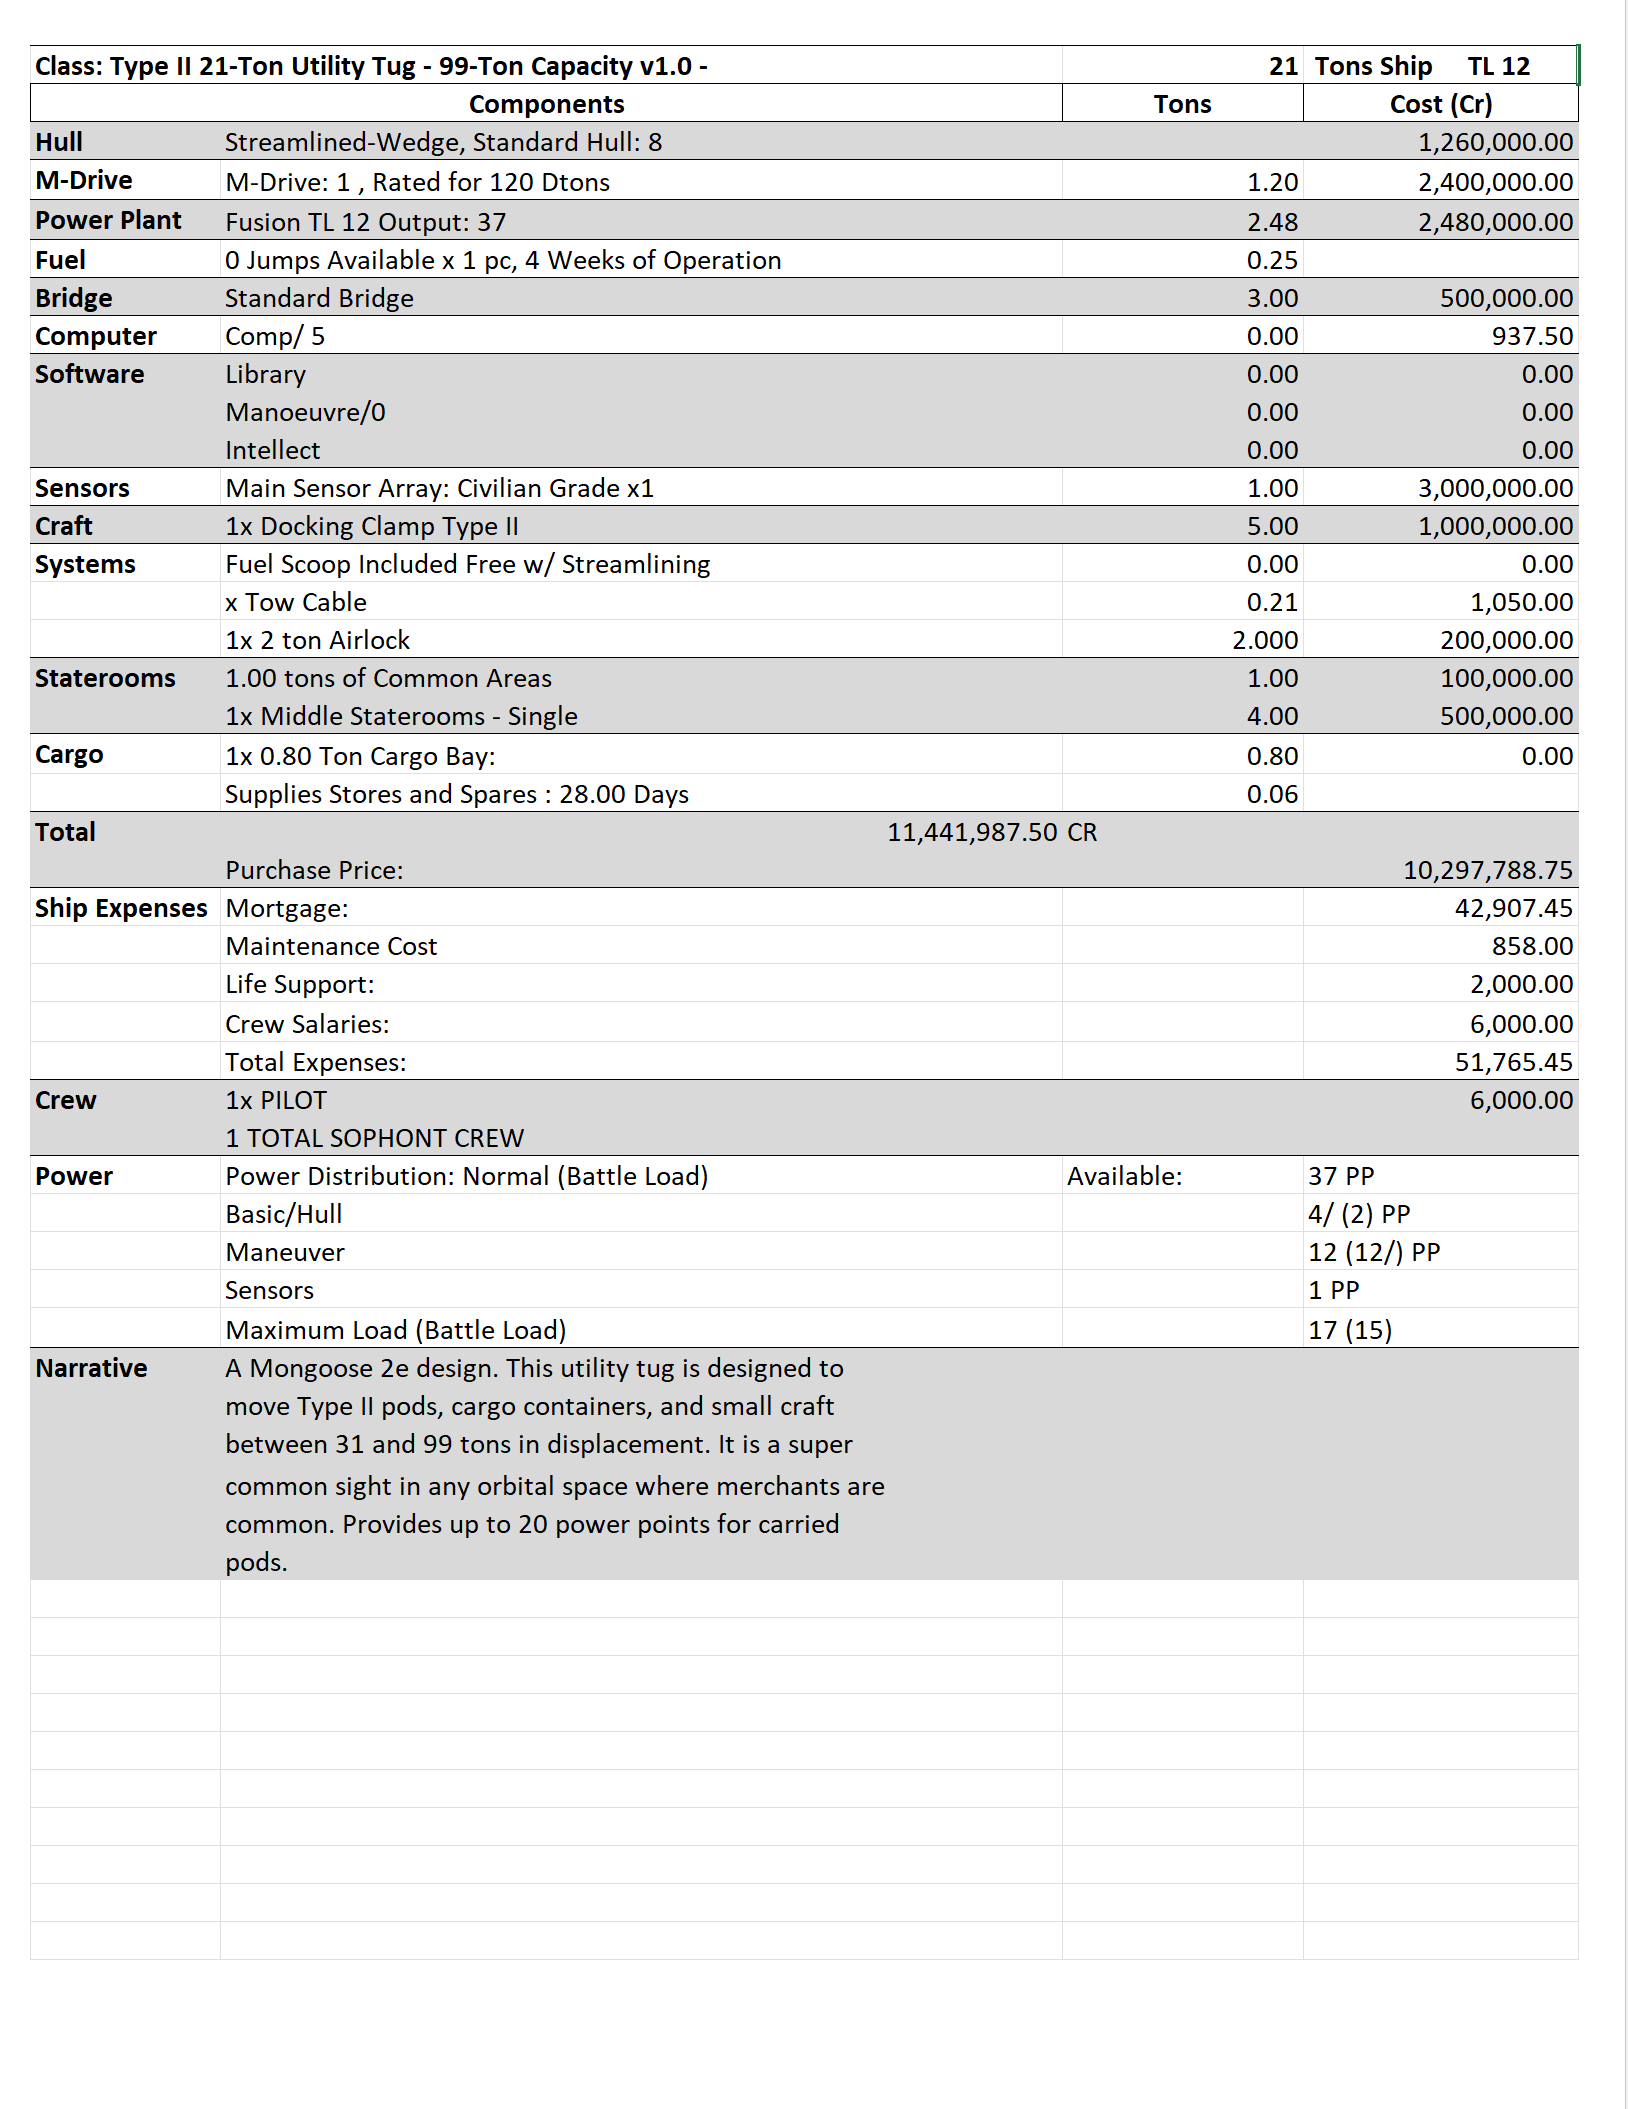 Class: Type II 21-Ton Utility Tug - 99-Ton Capacity v1.0 - 21 Tons Ship TL 12
Components Tons Cost (Cr)
Hull Streamlined-Wedge, Standard Hull: 8 1,260,000.00
M-Drive M-Drive: 1 , Rated for 120 Dtons 1.20 2,400,000.00
Power Plant Fusion TL 12 Output: 37 2.48 2,480,000.00
Fuel 0 Jumps Available x 1 pc, 4 Weeks of Operation 0.25
Bridge Standard Bridge 3.00 500,000.00
Computer Comp/ 5 0.00 937.50
Software Library 0.00 0.00
Manoeuvre/0 0.00 0.00
Intellect 0.00 0.00
Sensors Main Sensor Array: Civilian Grade x1 1.00 3,000,000.00
Craft 1x Docking Clamp Type II 5.00 1,000,000.00
Systems Fuel Scoop Included Free w/ Streamlining 0.00 0.00
x Tow Cable 0.21 1,050.00
1x 2 ton Airlock 2.000 200,000.00
Staterooms 1.00 tons of Common Areas 1.00 100,000.00
1x Middle Staterooms - Single 4.00 500,000.00
Cargo 1x 0.80 Ton Cargo Bay: 0.80 0.00
Supplies Stores and Spares : 28.00 Days 0.06
Total 11,441,987.50 CR
Purchase Price: 10,297,788.75
Ship Expenses Mortgage: 42,907.45
Maintenance Cost 858.00
Life Support: 2,000.00
Crew Salaries: 6,000.00
Total Expenses: 51,765.45
Crew 1x PILOT 6,000.00
1 TOTAL SOPHONT CREW
Power Power Distribution: Normal (Battle Load) Available: 37 PP
Basic/Hull 4/ (2) PP
Maneuver 12 (12/) PP
Sensors 1 PP
Maximum Load (Battle Load) 17 (15)
Narrative A Mongoose 2e design. This utility tug is designed to
move Type II pods, cargo containers, and small craft
between 31 and 99 tons in displacement. It is a super
common sight in any orbital space where merchants are
common. Provides up to 20 power points for carried
pods.